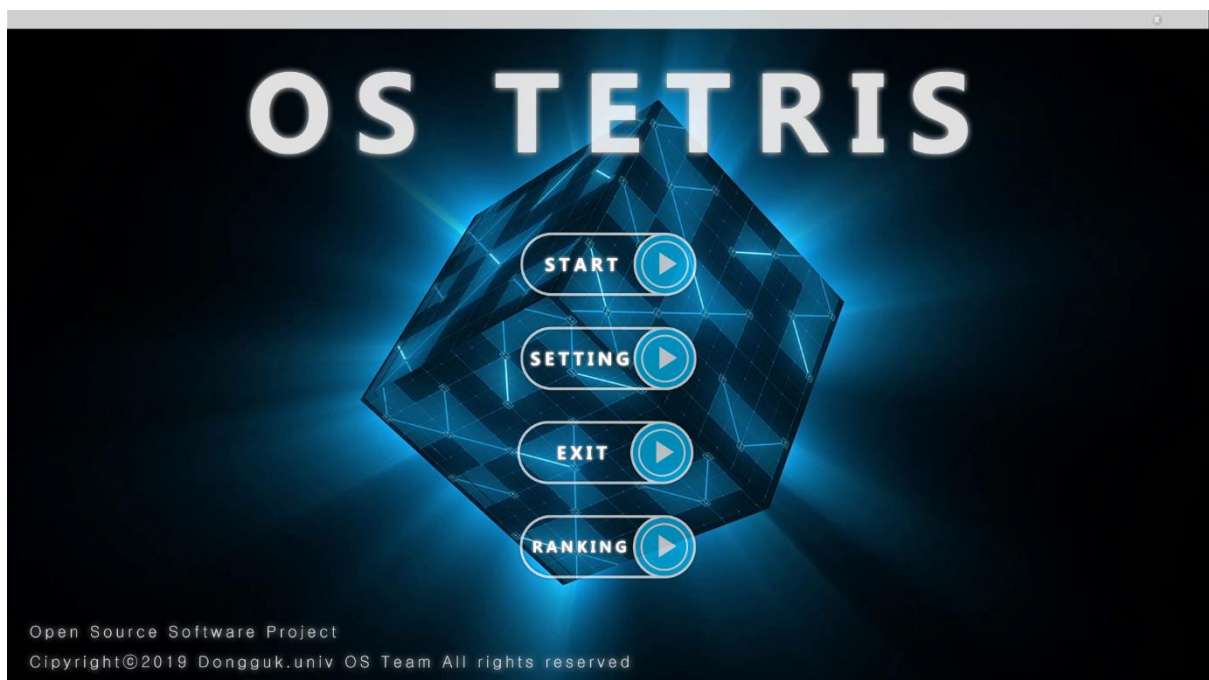 OS TETRIS
START
SETTING
EXIT
RANKING
Open Source Software Project
Cipyright©2019 Dongguk.univ OS Team All rights reserved